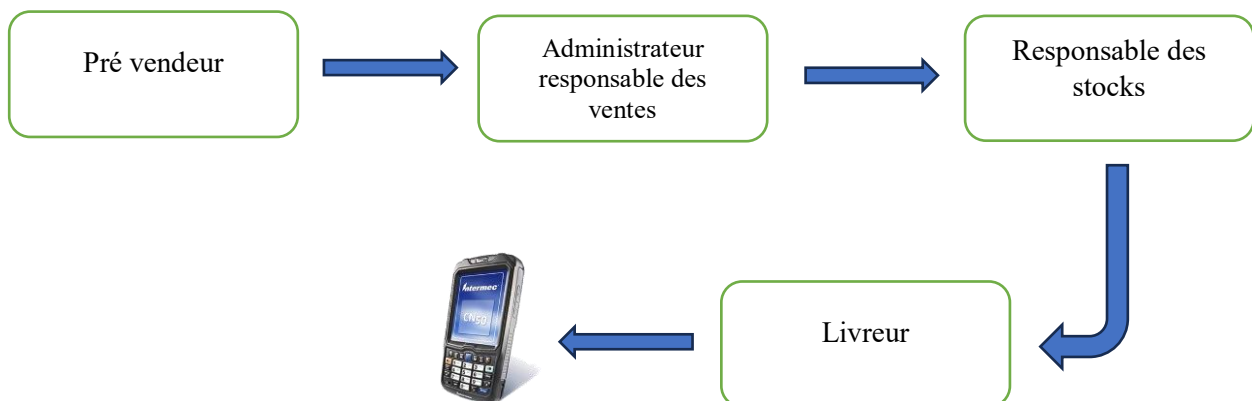 Pré vendeur
Administrateur
responsable des
ventes
Responsable des
stocks
Livreur
Intermec
CN50